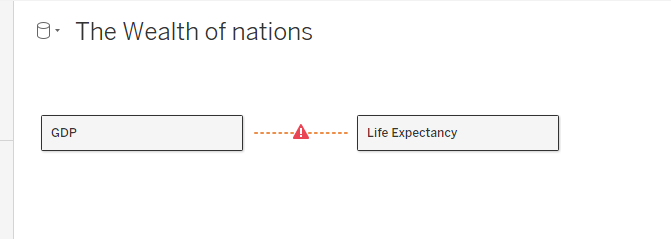 The Wealth of nations
GDP
Life Expectancy